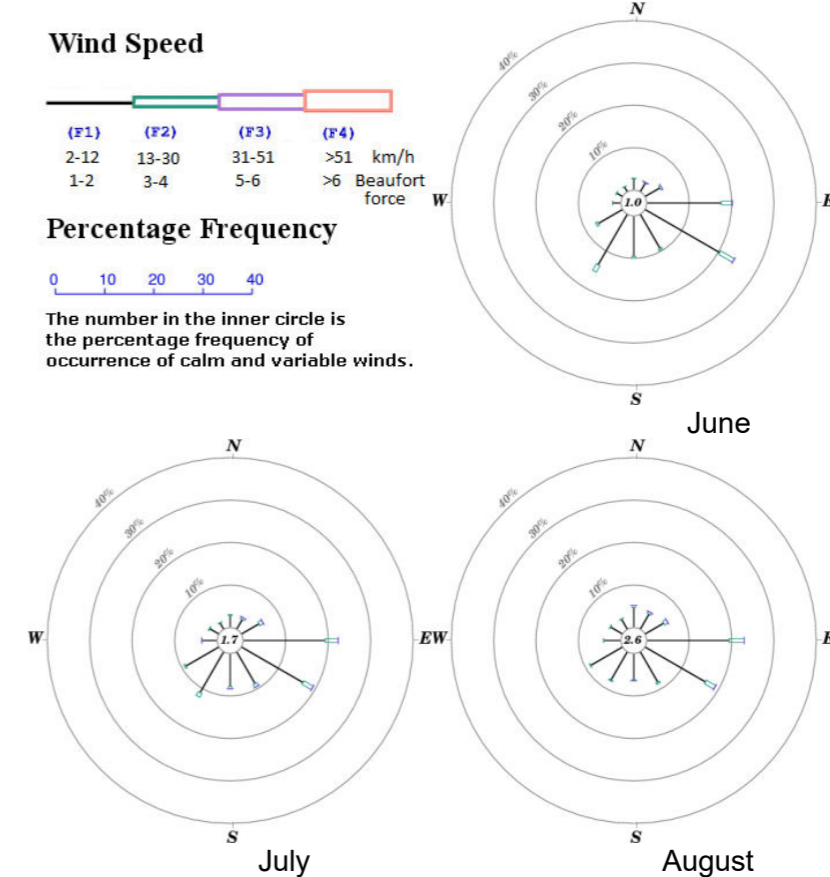 Wind Speed
(F1) (F2) (F3) (F4)
2-12 13-30 31-51 >51 km/h
1-2 3-4 5-6 >6 Beaufort
force
Percentage Frequency
0 10 20 30 40
The number in the inner circle is
the percentage frequency of
occurrence of calm and variable winds.
N
40%
30%
20%
10%
W 1.0 E
S
June
N
40%
30%
20%
10%
W 1.7 E
S
July
N
40%
30%
20%
10%
W 2.6 E
S
August